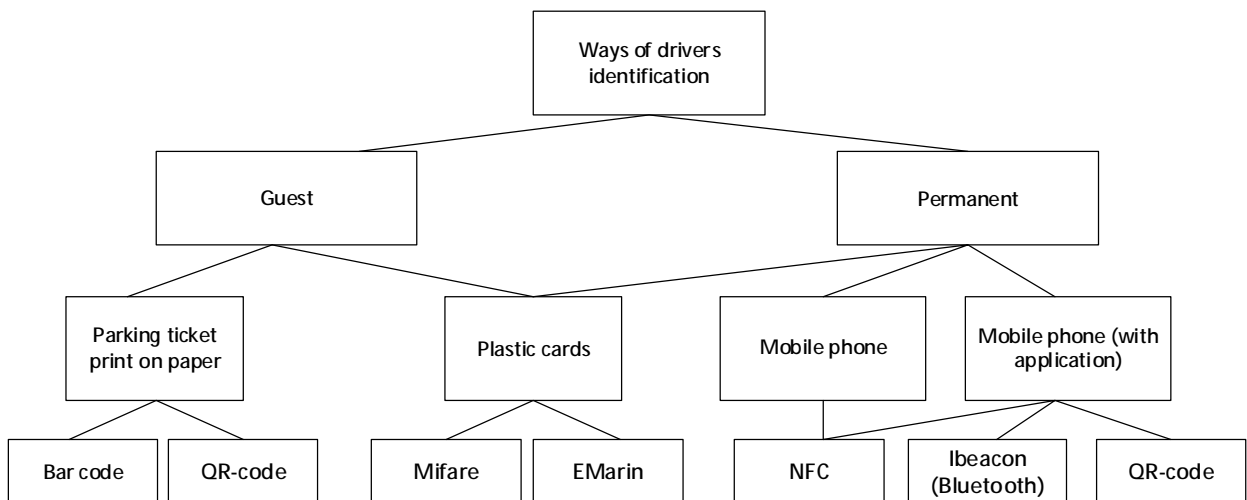 Ways of drivers
identification
Guest
Permanent
Parking ticket
print on paper
Plastic cards
Mobile phone
Mobile phone (with
application)
Bar code
QR-code
Mifare
EMarin
NFC
Ibeacon
(Bluetooth)
QR-code